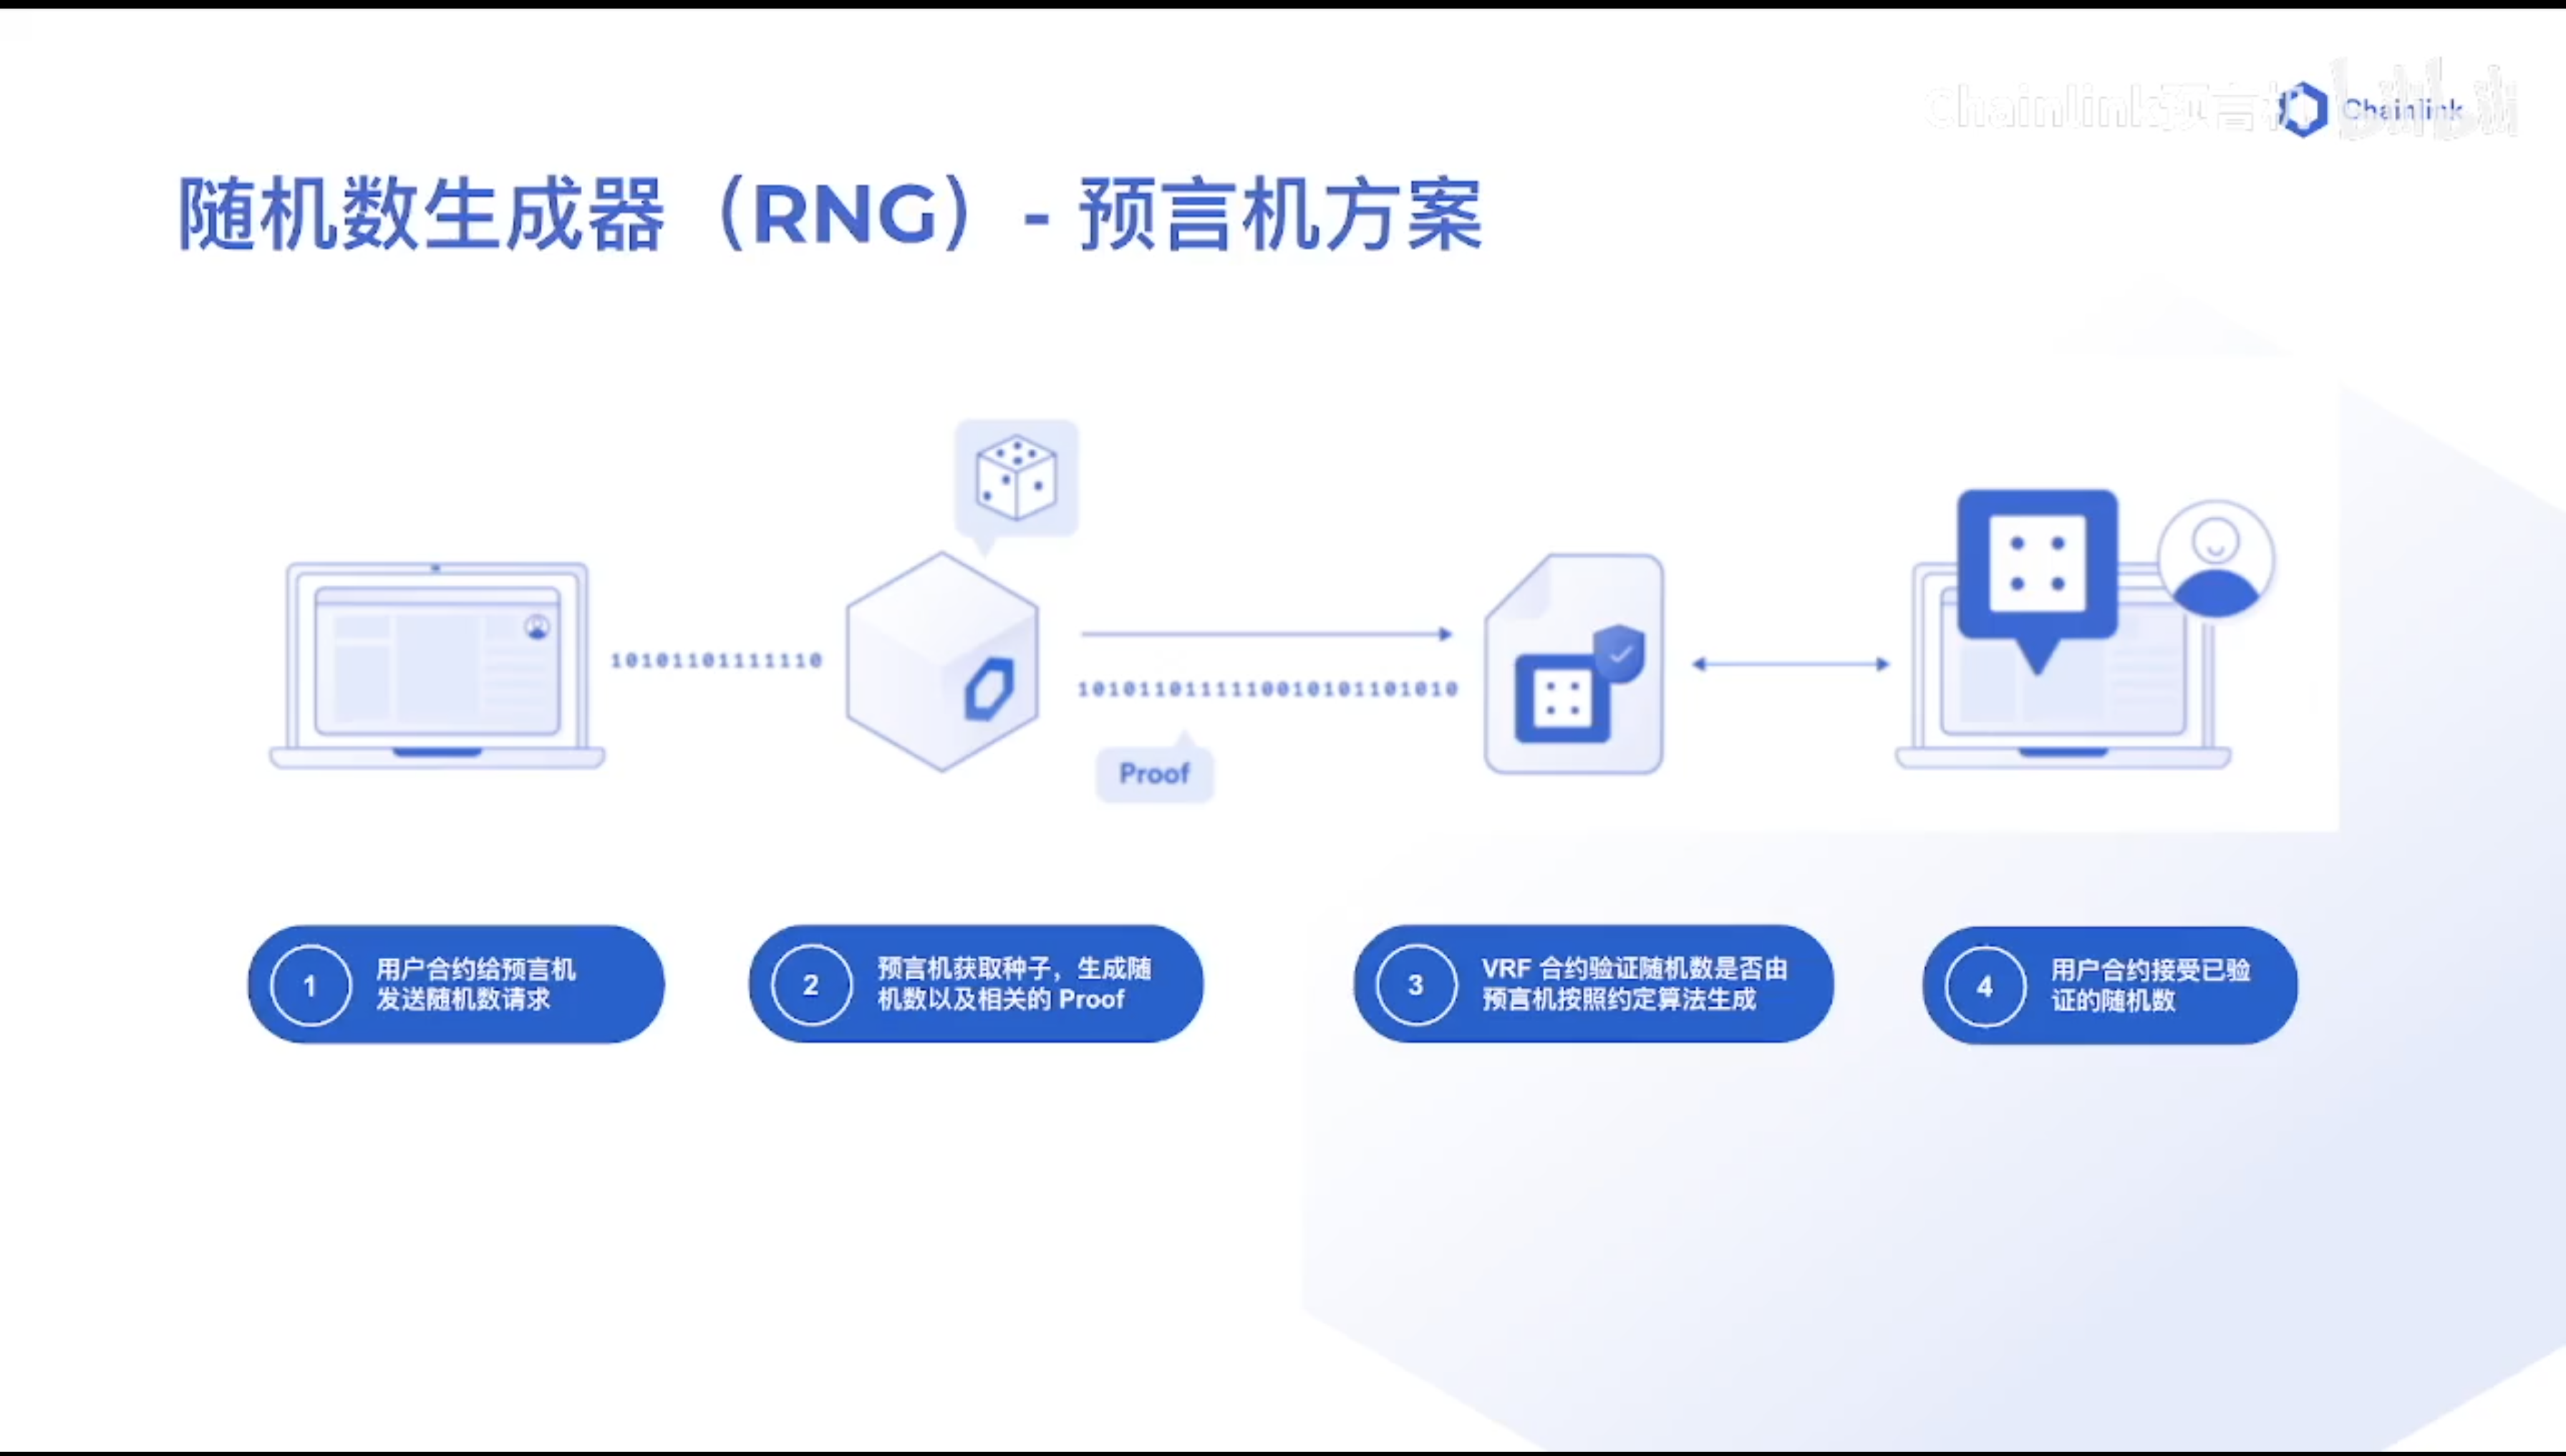 Chainlink预言机 bilibili
Chainlink
随机数生成器（RNG）- 预言机方案
10101101111110
10101101111110010101101010
Proof
1 用户合约给预言机
发送随机数请求
2 预言机获取种子，生成随
机数以及相关的 Proof
3 VRF 合约验证随机数是否由
预言机按照约定算法生成
4 用户合约接受已验
证的随机数